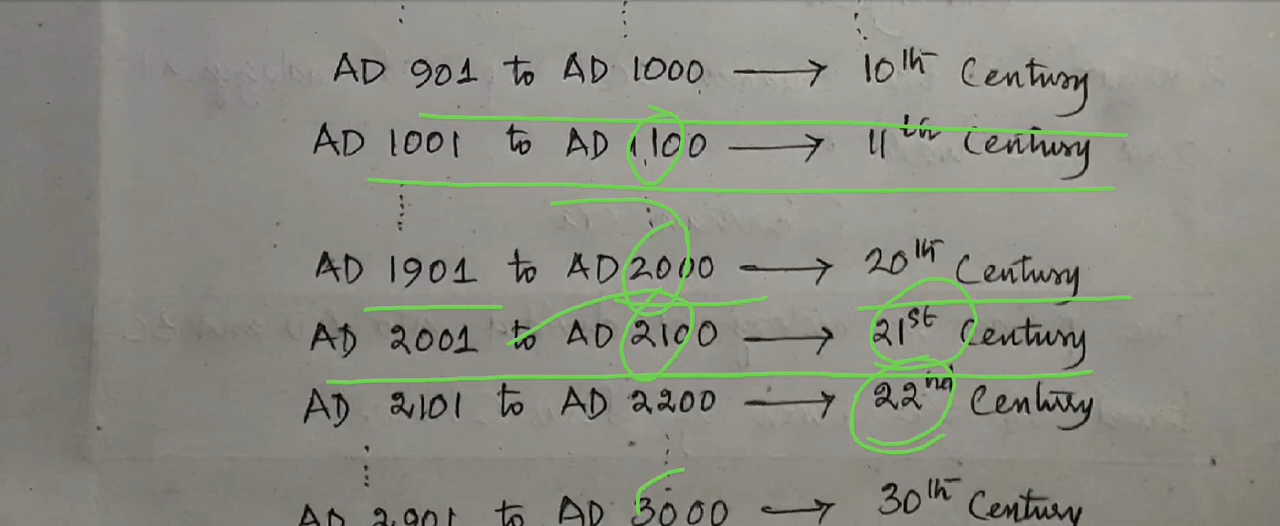 AD 901 to AD 1000 → 10th Century
AD 1001 to AD 1100 → 11th Century
AD 1901 to AD 2000 → 20th Century
AD 2001 to AD 2100 → 21st Century
AD 2101 to AD 2200 → 22nd Century
AD 2901 to AD 3000 → 30th Century